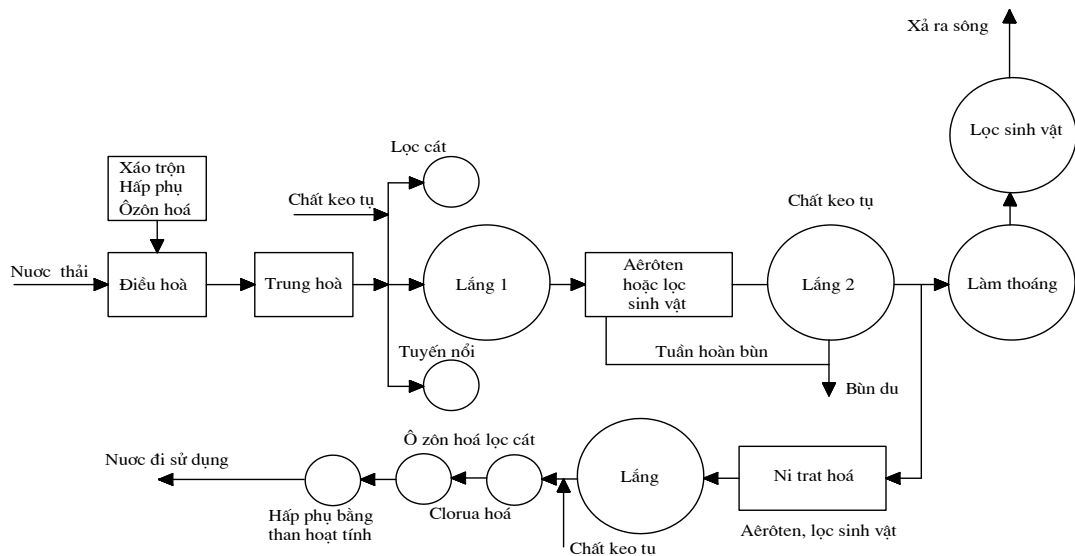 Xả ra sông
Lọc sinh vật
Lọc cát
Xáo trộn
Hấp phụ
Ôzôn hoá
Chất keo tụ
Chất keo tụ
Nuơc thải
Điều hoà
Trung hoà
Lắng 1
Aêrôten
hoặc lọc
sinh vật
Lắng 2
Làm thoáng
Tuyến nổi
Tuần hoàn bùn
Bùn du
Nuơc đi sử dụng
Ô zôn hoá lọc cát
Lắng
Ni trat hoá
Hấp phụ bằng
than hoạt tính
Clorua hoá
Chất keo tu
Aêrôten, lọc sinh vật